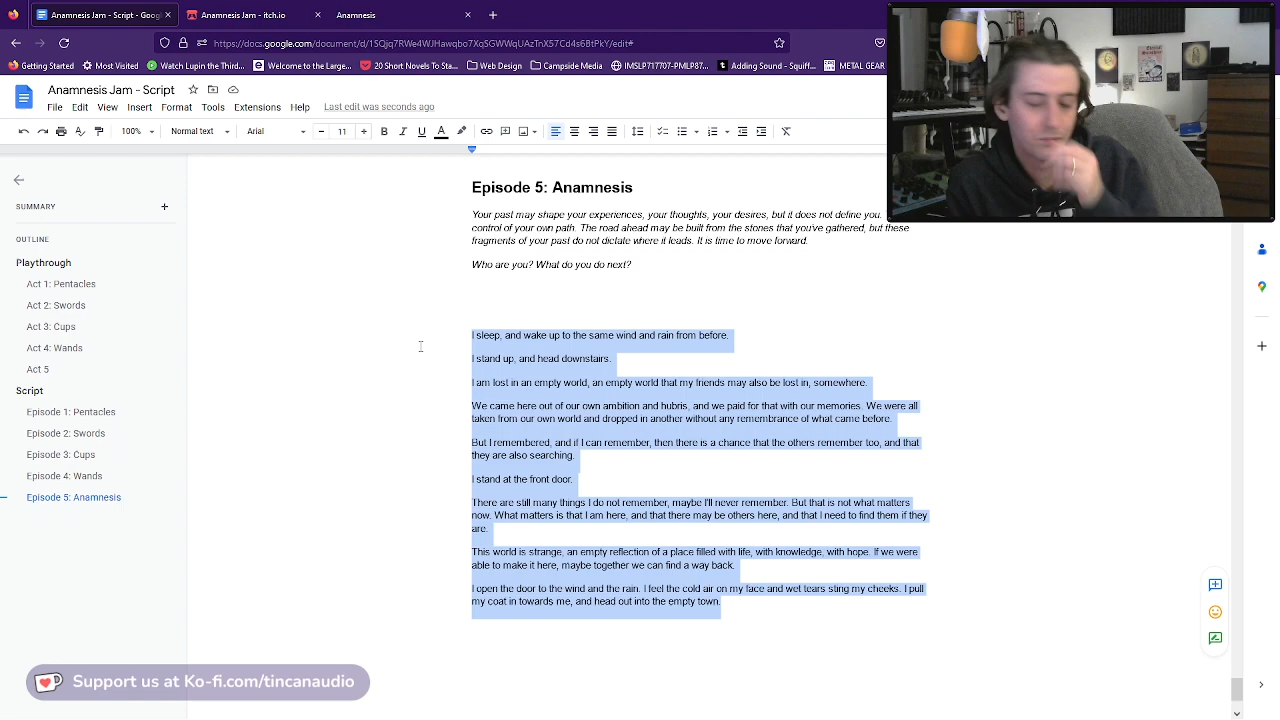 Anamnesis Jam - Script - Goog
Anamnesis Jam - itch.io
Anamnesis
https://docs.google.com/document/d/1SQjq7RWe4WJHawqbo7XqSGWWqUAzTnXS7Cd4s6BtPkY/edit#
Getting Started
Most Visited
Watch Lupin the Third O...
Welcome to the Large...
20 Short Novels To S...
Web Design
Campside Media
IMSLP717707-PMLP87...
Adding Sound - Squiff...
METAL GEAR
Anamnesis Jam - Script
File Edit View Insert Format Tools Extensions Help Last edit was seconds ago
100% Normal text Arial 11
SUMMARY
OUTLINE
Playthrough
Act 1: Pentacles
Act 2: Swords
Act 3: Cups
Act 4: Wands
Act 5
Script
Episode 1: Pentacles
Episode 2: Swords
Episode 3: Cups
Episode 4: Wands
Episode 5: Anamnesis
Episode 5: Anamnesis
Your past may shape your experiences, your thoughts, your desires, but it does not define you.
control of your own path. The road ahead may be built from the stones that you've gathered, but these
fragments of your past do not dictate where it leads. It is time to move forward.
Who are you? What do you do next?
I sleep, and wake up to the same wind and rain from before.
I stand up, and head downstairs.
I am lost in an empty world, an empty world that my friends may also be lost in, somewhere.
We came here out of our own ambition and hubris, and we paid for that with our memories. We were all
taken from our own world and dropped in another without any remembrance of what came before.
But I remembered, and if I can remember, then there is a chance that the others remember too, and that
they are also searching.
I stand at the front door.
There are still many things I do not remember, maybe I'll never remember. But that is not what matters
now. What matters is that I am here, and that there may be others here, and that I need to find them if they
are.
This world is strange, an empty reflection of a place filled with life, with knowledge, with hope. If we were
able to make it here, maybe together we can find a way back.
I open the door to the wind and the rain. I feel the cold air on my face and wet tears sting my cheeks. I pull
my coat in towards me, and head out into the empty town.
Support us at Ko-fi.com/tincanaudio